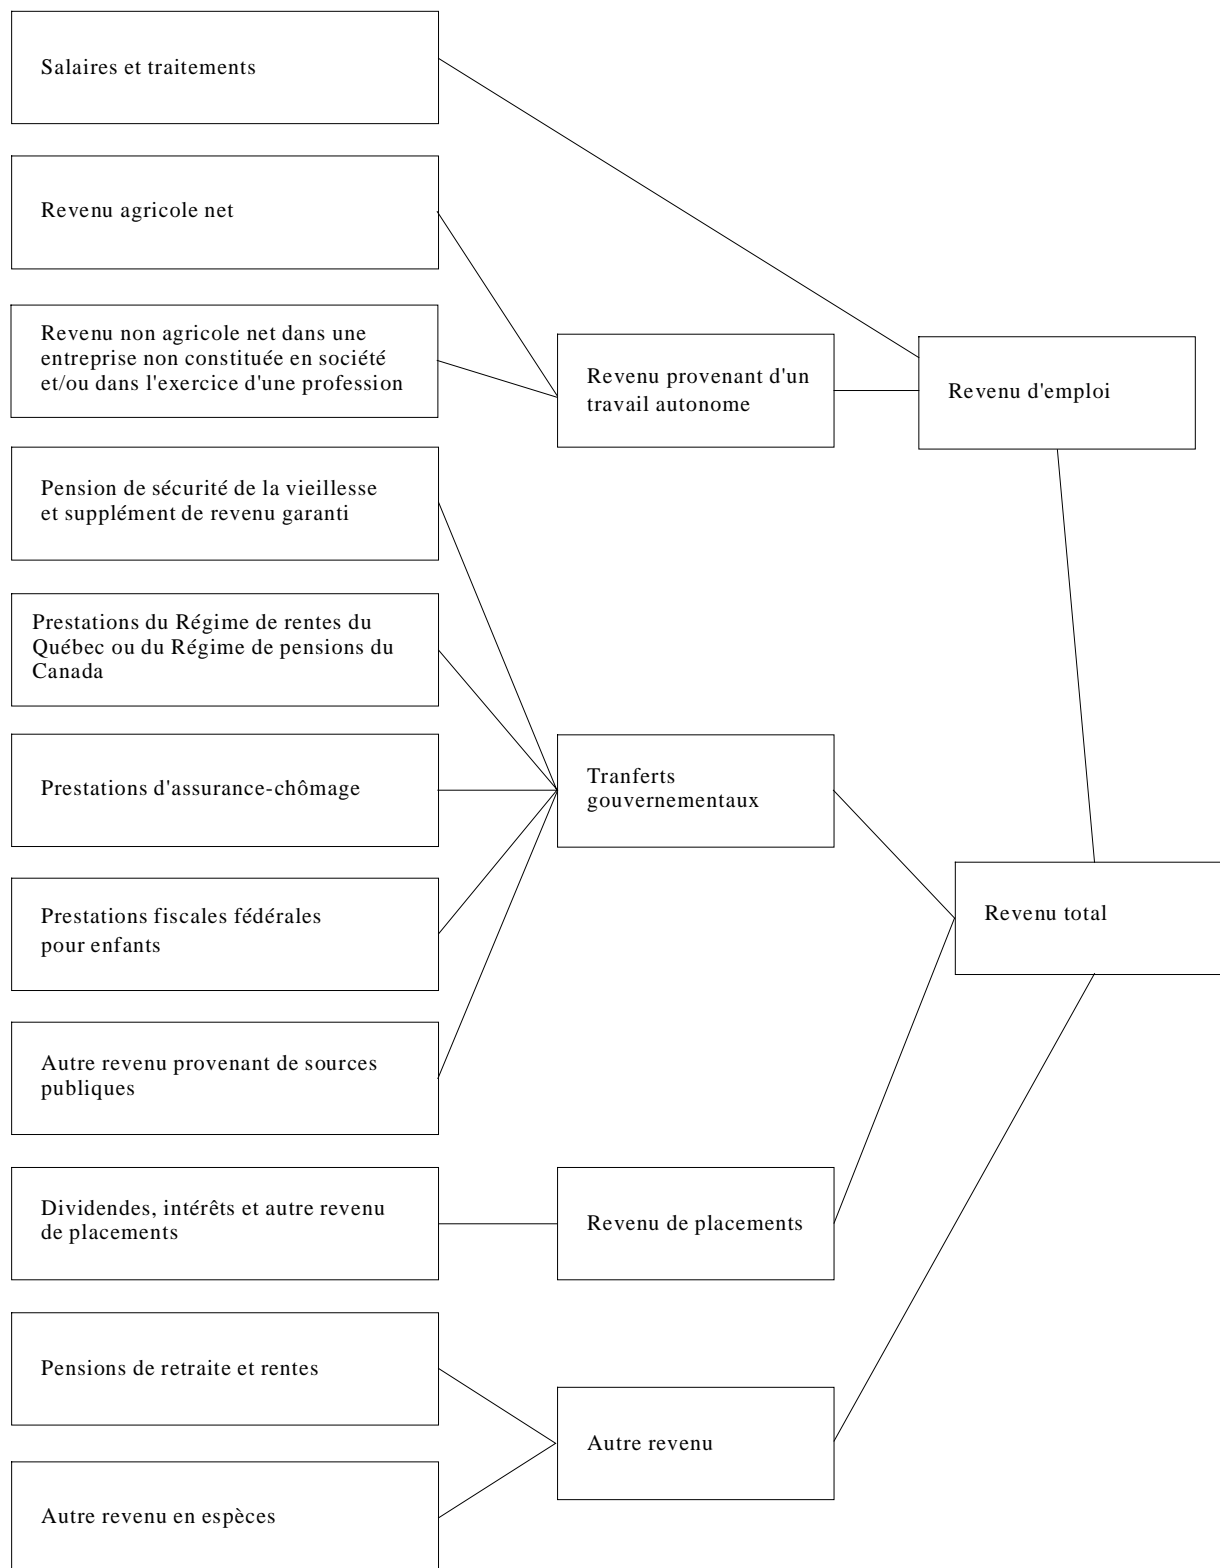 Salaires et traitements
Revenu agricole net
Revenu non agricole net dans une
entreprise non constituée en société
et/ou dans l'exercice d'une profession
Revenu provenant d'un
travail autonome
Revenu d'emploi
Pension de sécurité de la vieillesse
et supplément de revenu garanti
Prestations du Régime de rentes du
Québec ou du Régime de pensions du
Canada
Prestations d'assurance-chômage
Tranferts
gouvernementaux
Prestations fiscales fédérales
pour enfants
Revenu total
Autre revenu provenant de sources
publiques
Dividendes, intérêts et autre revenu
de placements
Revenu de placements
Pensions de retraite et rentes
Autre revenu
Autre revenu en espèces